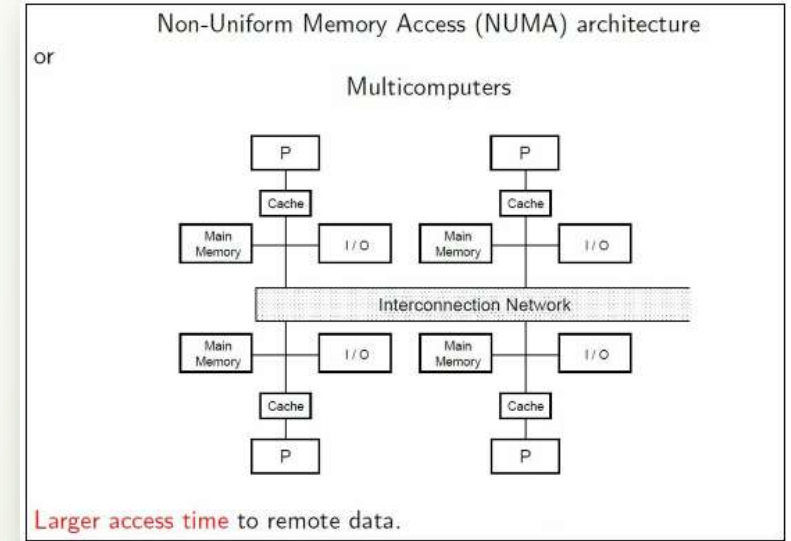 Non-Uniform Memory Access (NUMA) architecture
or
Multicomputers
P
P
Cache
Cache
Main
Memory
I / O
Main
Memory
I / O
Interconnection Network
Main
Memory
I / O
Main
Memory
I / O
Cache
Cache
P
P
Larger access time to remote data.